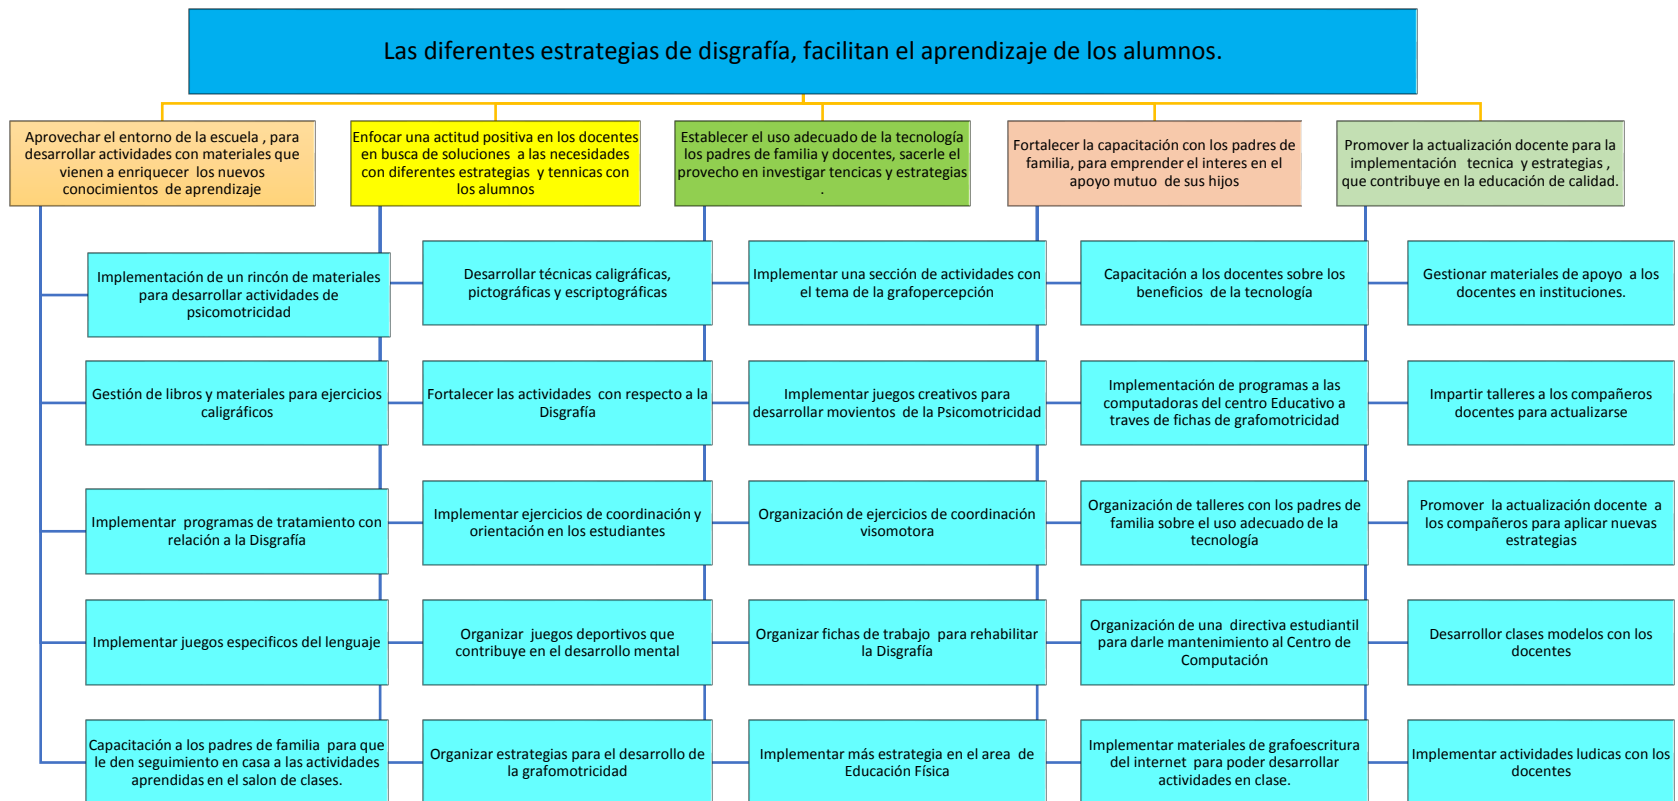 Las diferentes estrategias de disgrafía, facilitan el aprendizaje de los alumnos.
Aprovechar el entorno de la escuela , para
desarrollar actividades con materiales que
vienen a enriquecer los nuevos
conocimientos de aprendizaje
Enfocar una actitud positiva en los docentes
en busca de soluciones a las necesidades
con diferentes estrategias y tennicas con
los alumnos
Establecer el uso adecuado de la tecnología
los padres de familia y docentes, sacerle el
provecho en investigar tencicas y estrategias
.
Fortalecer la capacitación con los padres de
familia, para emprender el interes en el
apoyo mutuo de sus hijos
Promover la actualización docente para la
implementación tecnica y estrategias ,
que contribuye en la educación de calidad.
Implementación de un rincón de materiales
para desarrollar actividades de
psicomotricidad
Desarrollar técnicas caligráficas,
pictográficas y escriptográficas
Implementar una sección de actividades con
el tema de la grafopercepción
Capacitación a los docentes sobre los
beneficios de la tecnología
Gestionar materiales de apoyo a los
docentes en instituciones.
Gestión de libros y materiales para ejercicios
caligráficos
Fortalecer las actividades con respecto a la
Disgrafía
Implementar juegos creativos para
desarrollar movientos de la Psicomotricidad
Implementación de programas a las
computadoras del centro Educativo a
traves de fichas de grafomotricidad
Impartir talleres a los compañeros
docentes para actualizarse
Implementar programas de tratamiento con
relación a la Disgrafía
Implementar ejercicios de coordinación y
orientación en los estudiantes
Organización de ejercicios de coordinación
visomotora
Organización de talleres con los padres de
familia sobre el uso adecuado de la
tecnología
Promover la actualización docente a
los compañeros para aplicar nuevas
estrategias
Implementar juegos especificos del lenguaje
Organizar juegos deportivos que
contribuye en el desarrollo mental
Organizar fichas de trabajo para rehabilitar
la Disgrafía
Organización de una directiva estudiantil
para darle mantenimiento al Centro de
Computación
Desarrollor clases modelos con los
docentes
Capacitación a los padres de familia para que
le den seguimiento en casa a las actividades
aprendidas en el salon de clases.
Organizar estrategias para el desarrollo de
la grafomotricidad
Implementar más estrategia en el area de
Educación Física
Implementar materiales de grafoescritura
del internet para poder desarrollar
actividades en clase.
Implementar actividades ludicas con los
docentes